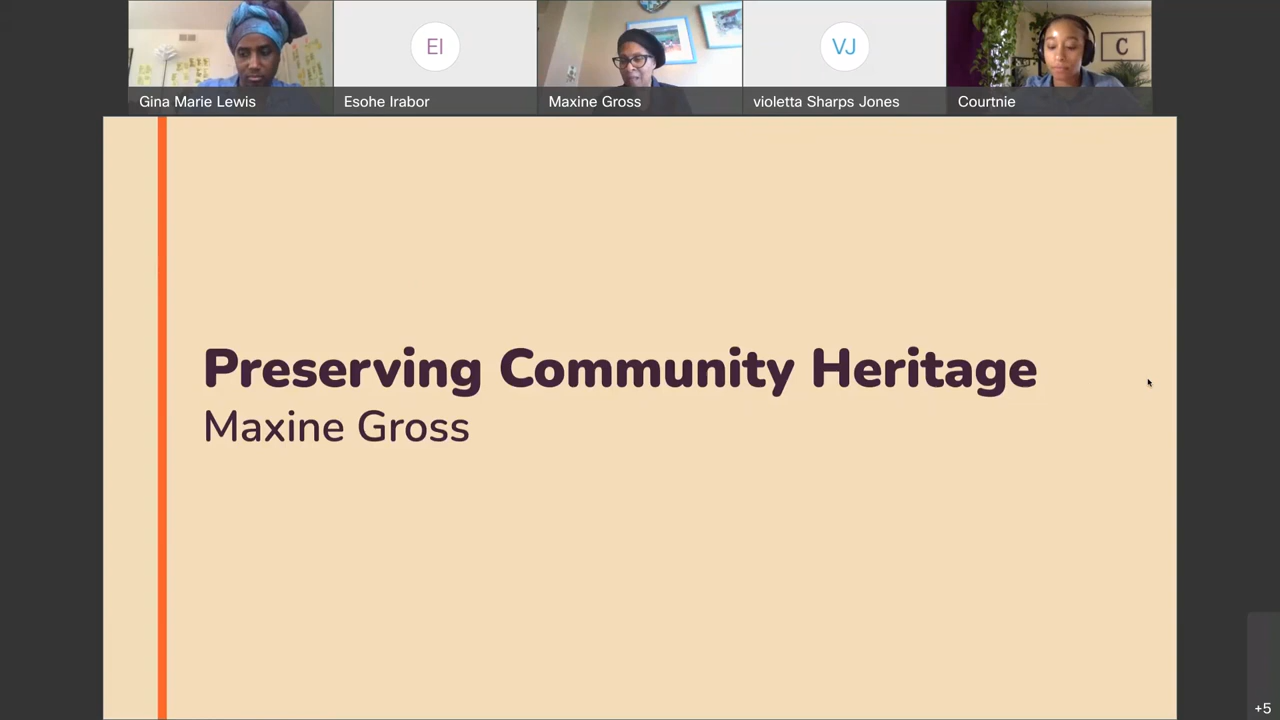 EI
VJ
C
Gina Marie Lewis
Esohe Irabor
Maxine Gross
violetta Sharps Jones
Courtnie
Preserving Community Heritage
Maxine Gross
+5